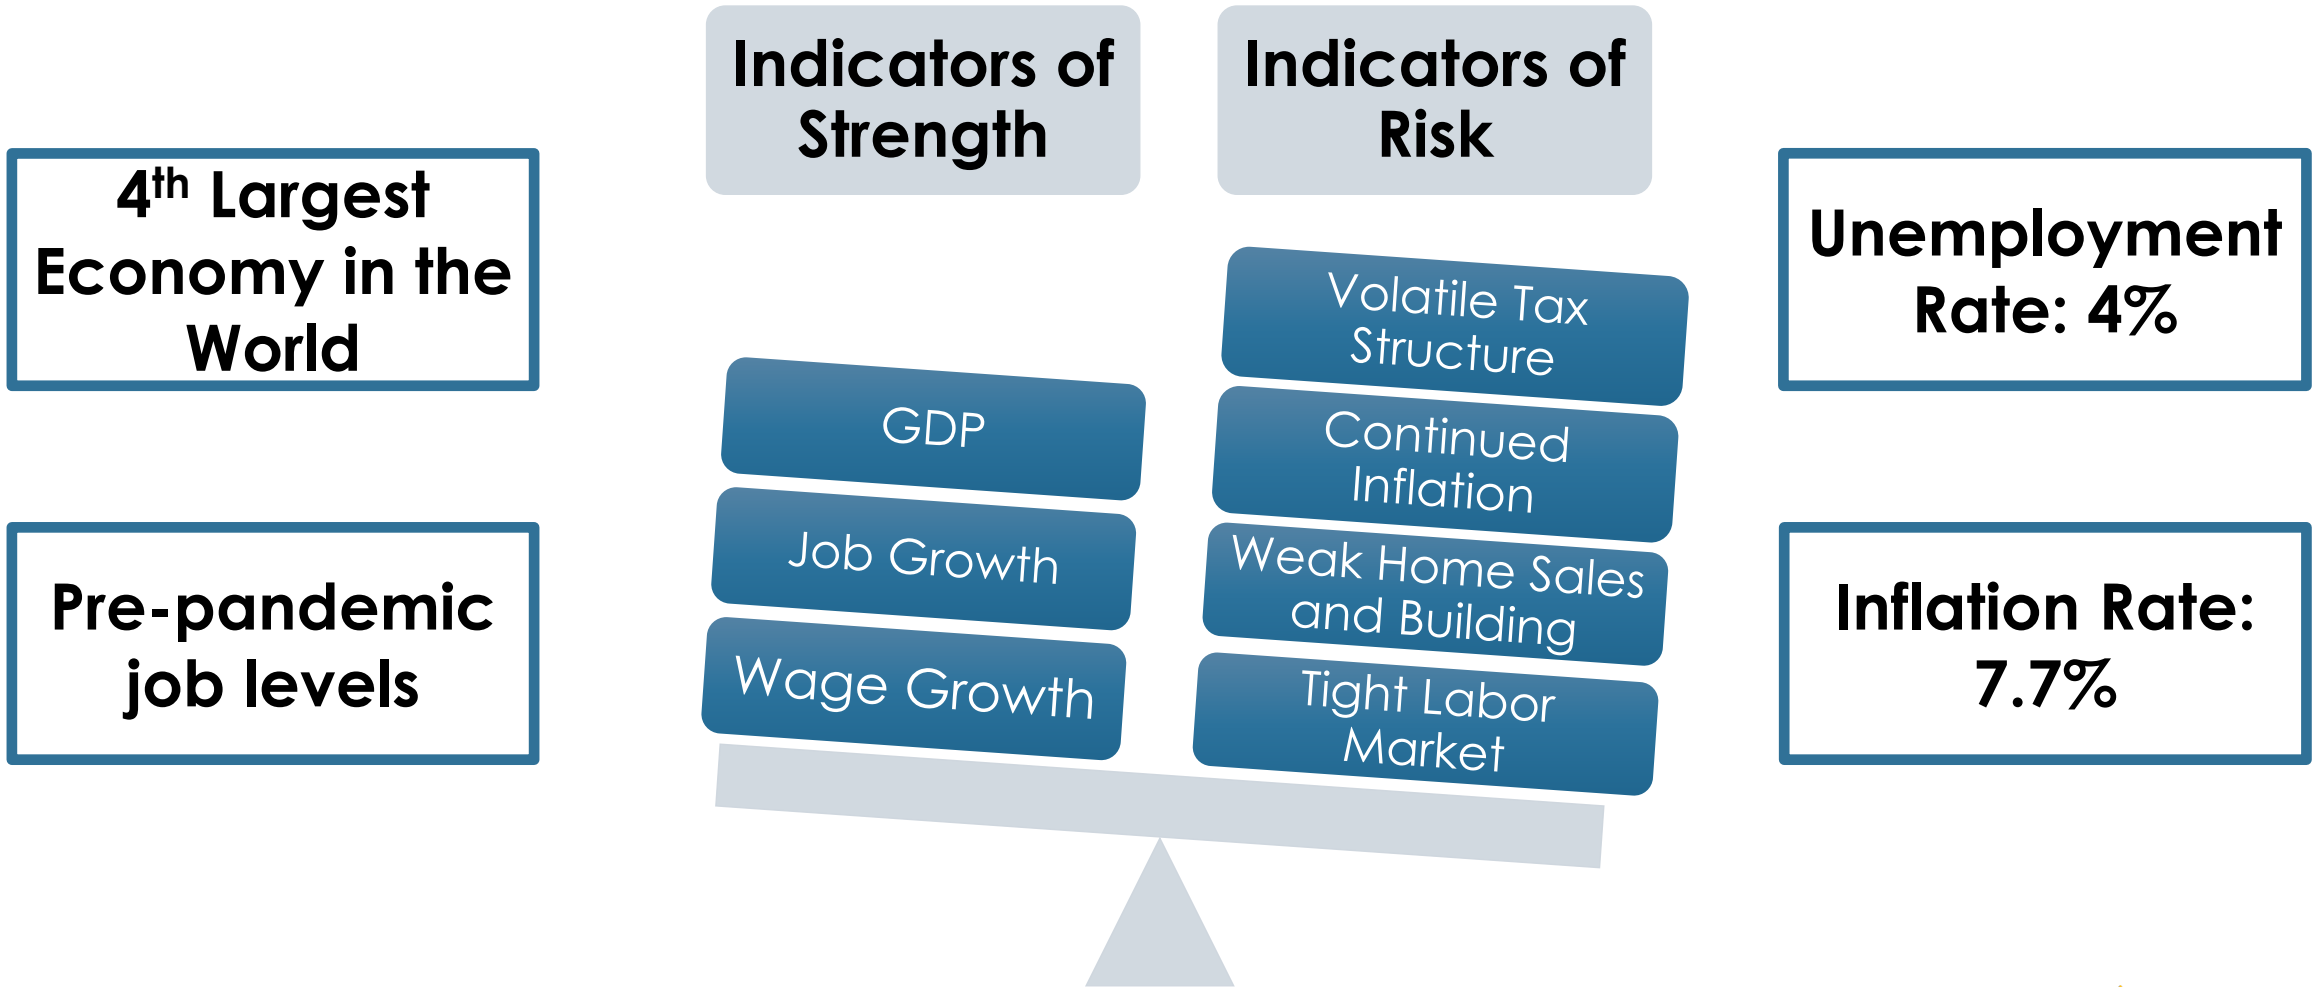 Indicators of
Strength
Indicators of
Risk
4th Largest
Economy in the
World
Pre-pandemic
job levels
GDP
Job Growth
Wage Growth
Volatile Tax
Structure
Continued
Inflation
Weak Home Sales
and Building
Tight Labor
Market
Unemployment
Rate: 4%
Inflation Rate:
7.7%